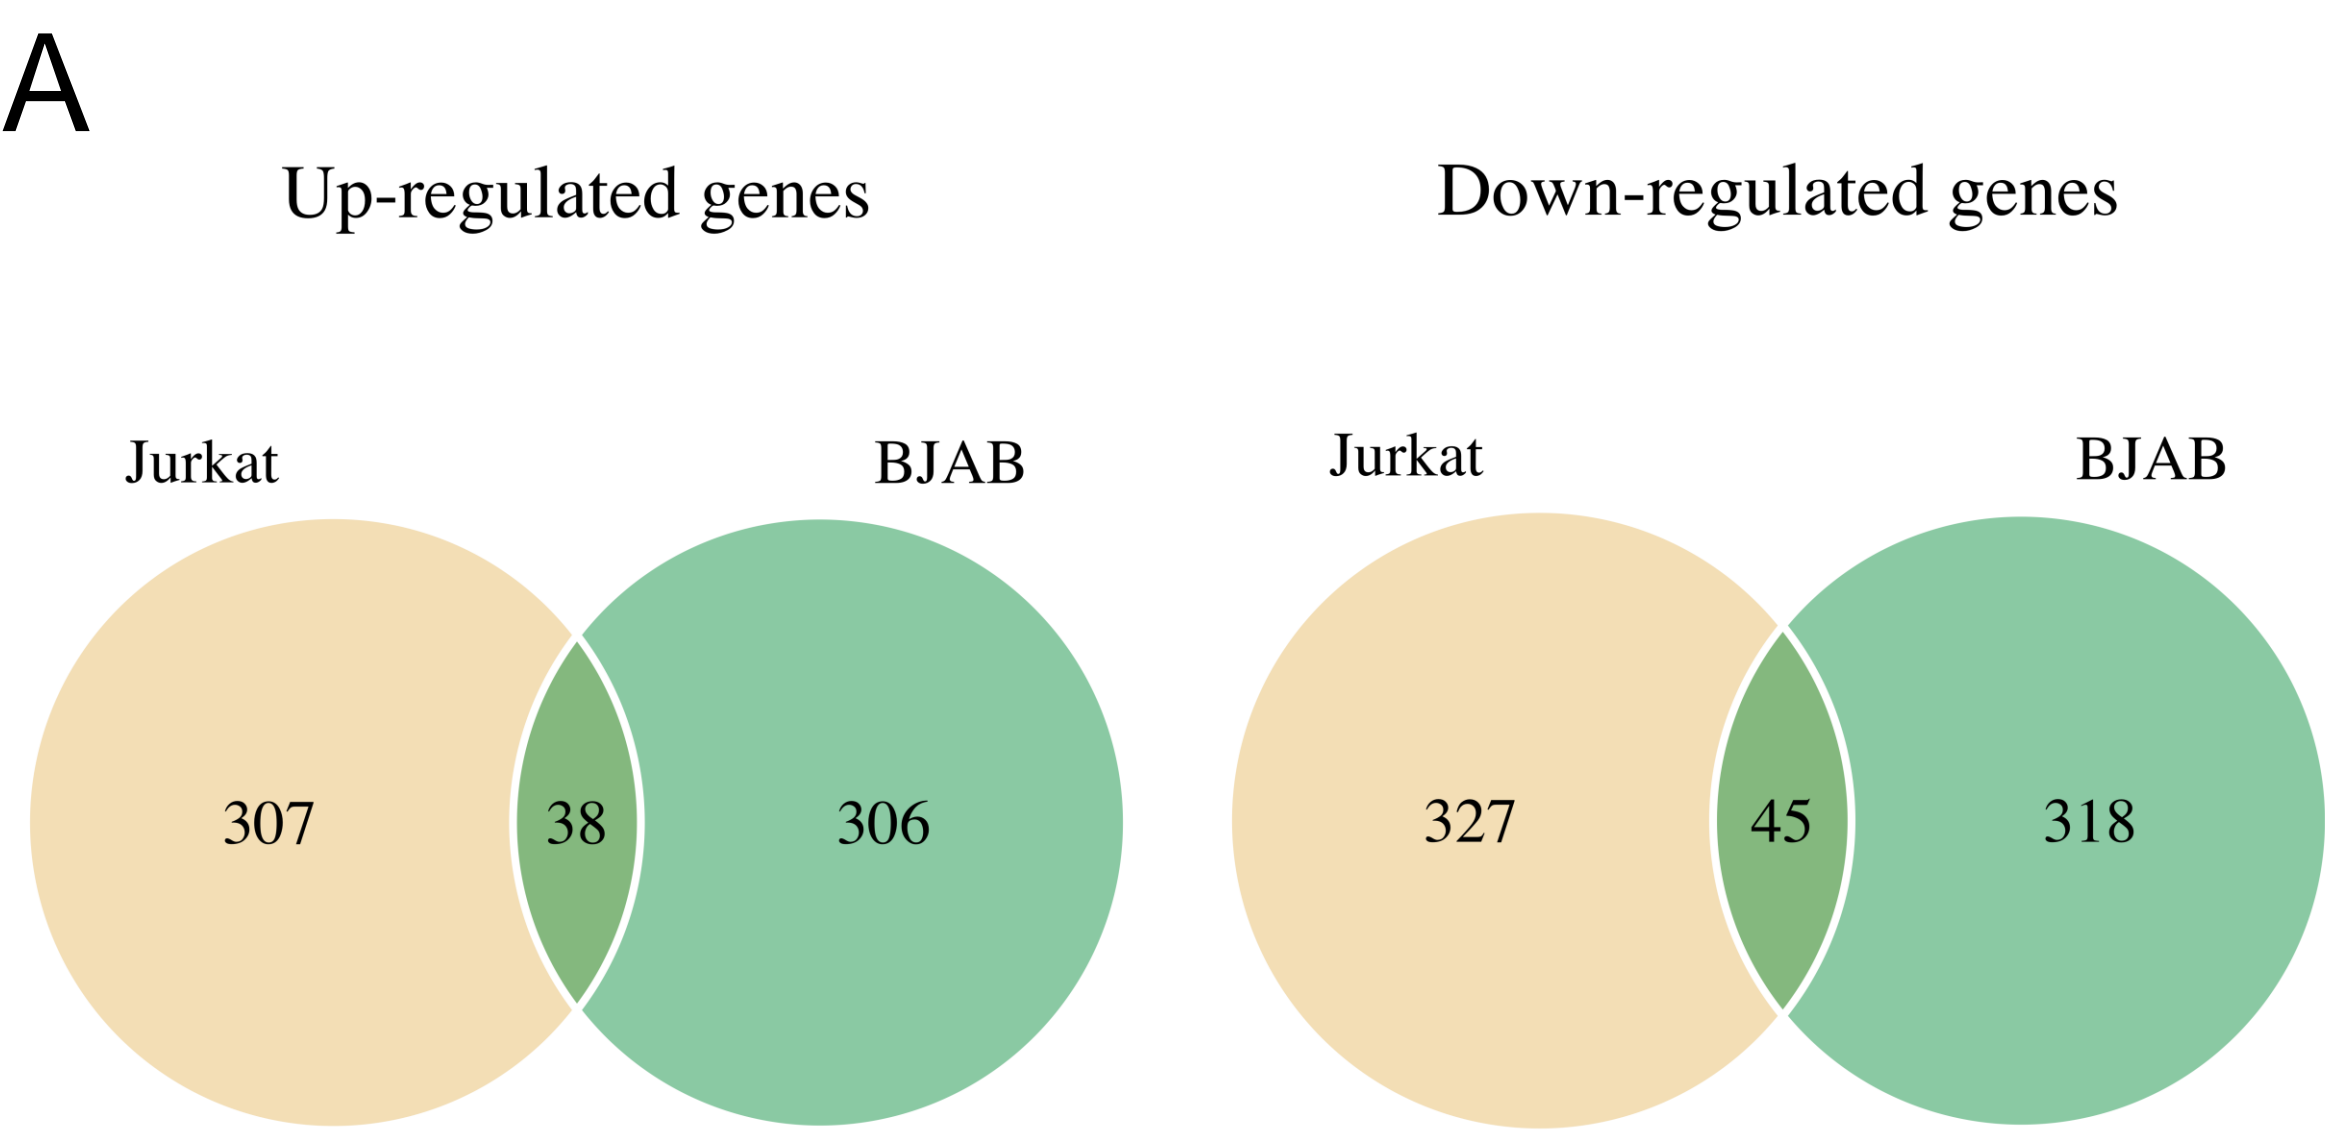 A
Up-regulated genes
Jurkat
BJAB
307
38
306
Down-regulated genes
Jurkat
BJAB
327
45
318